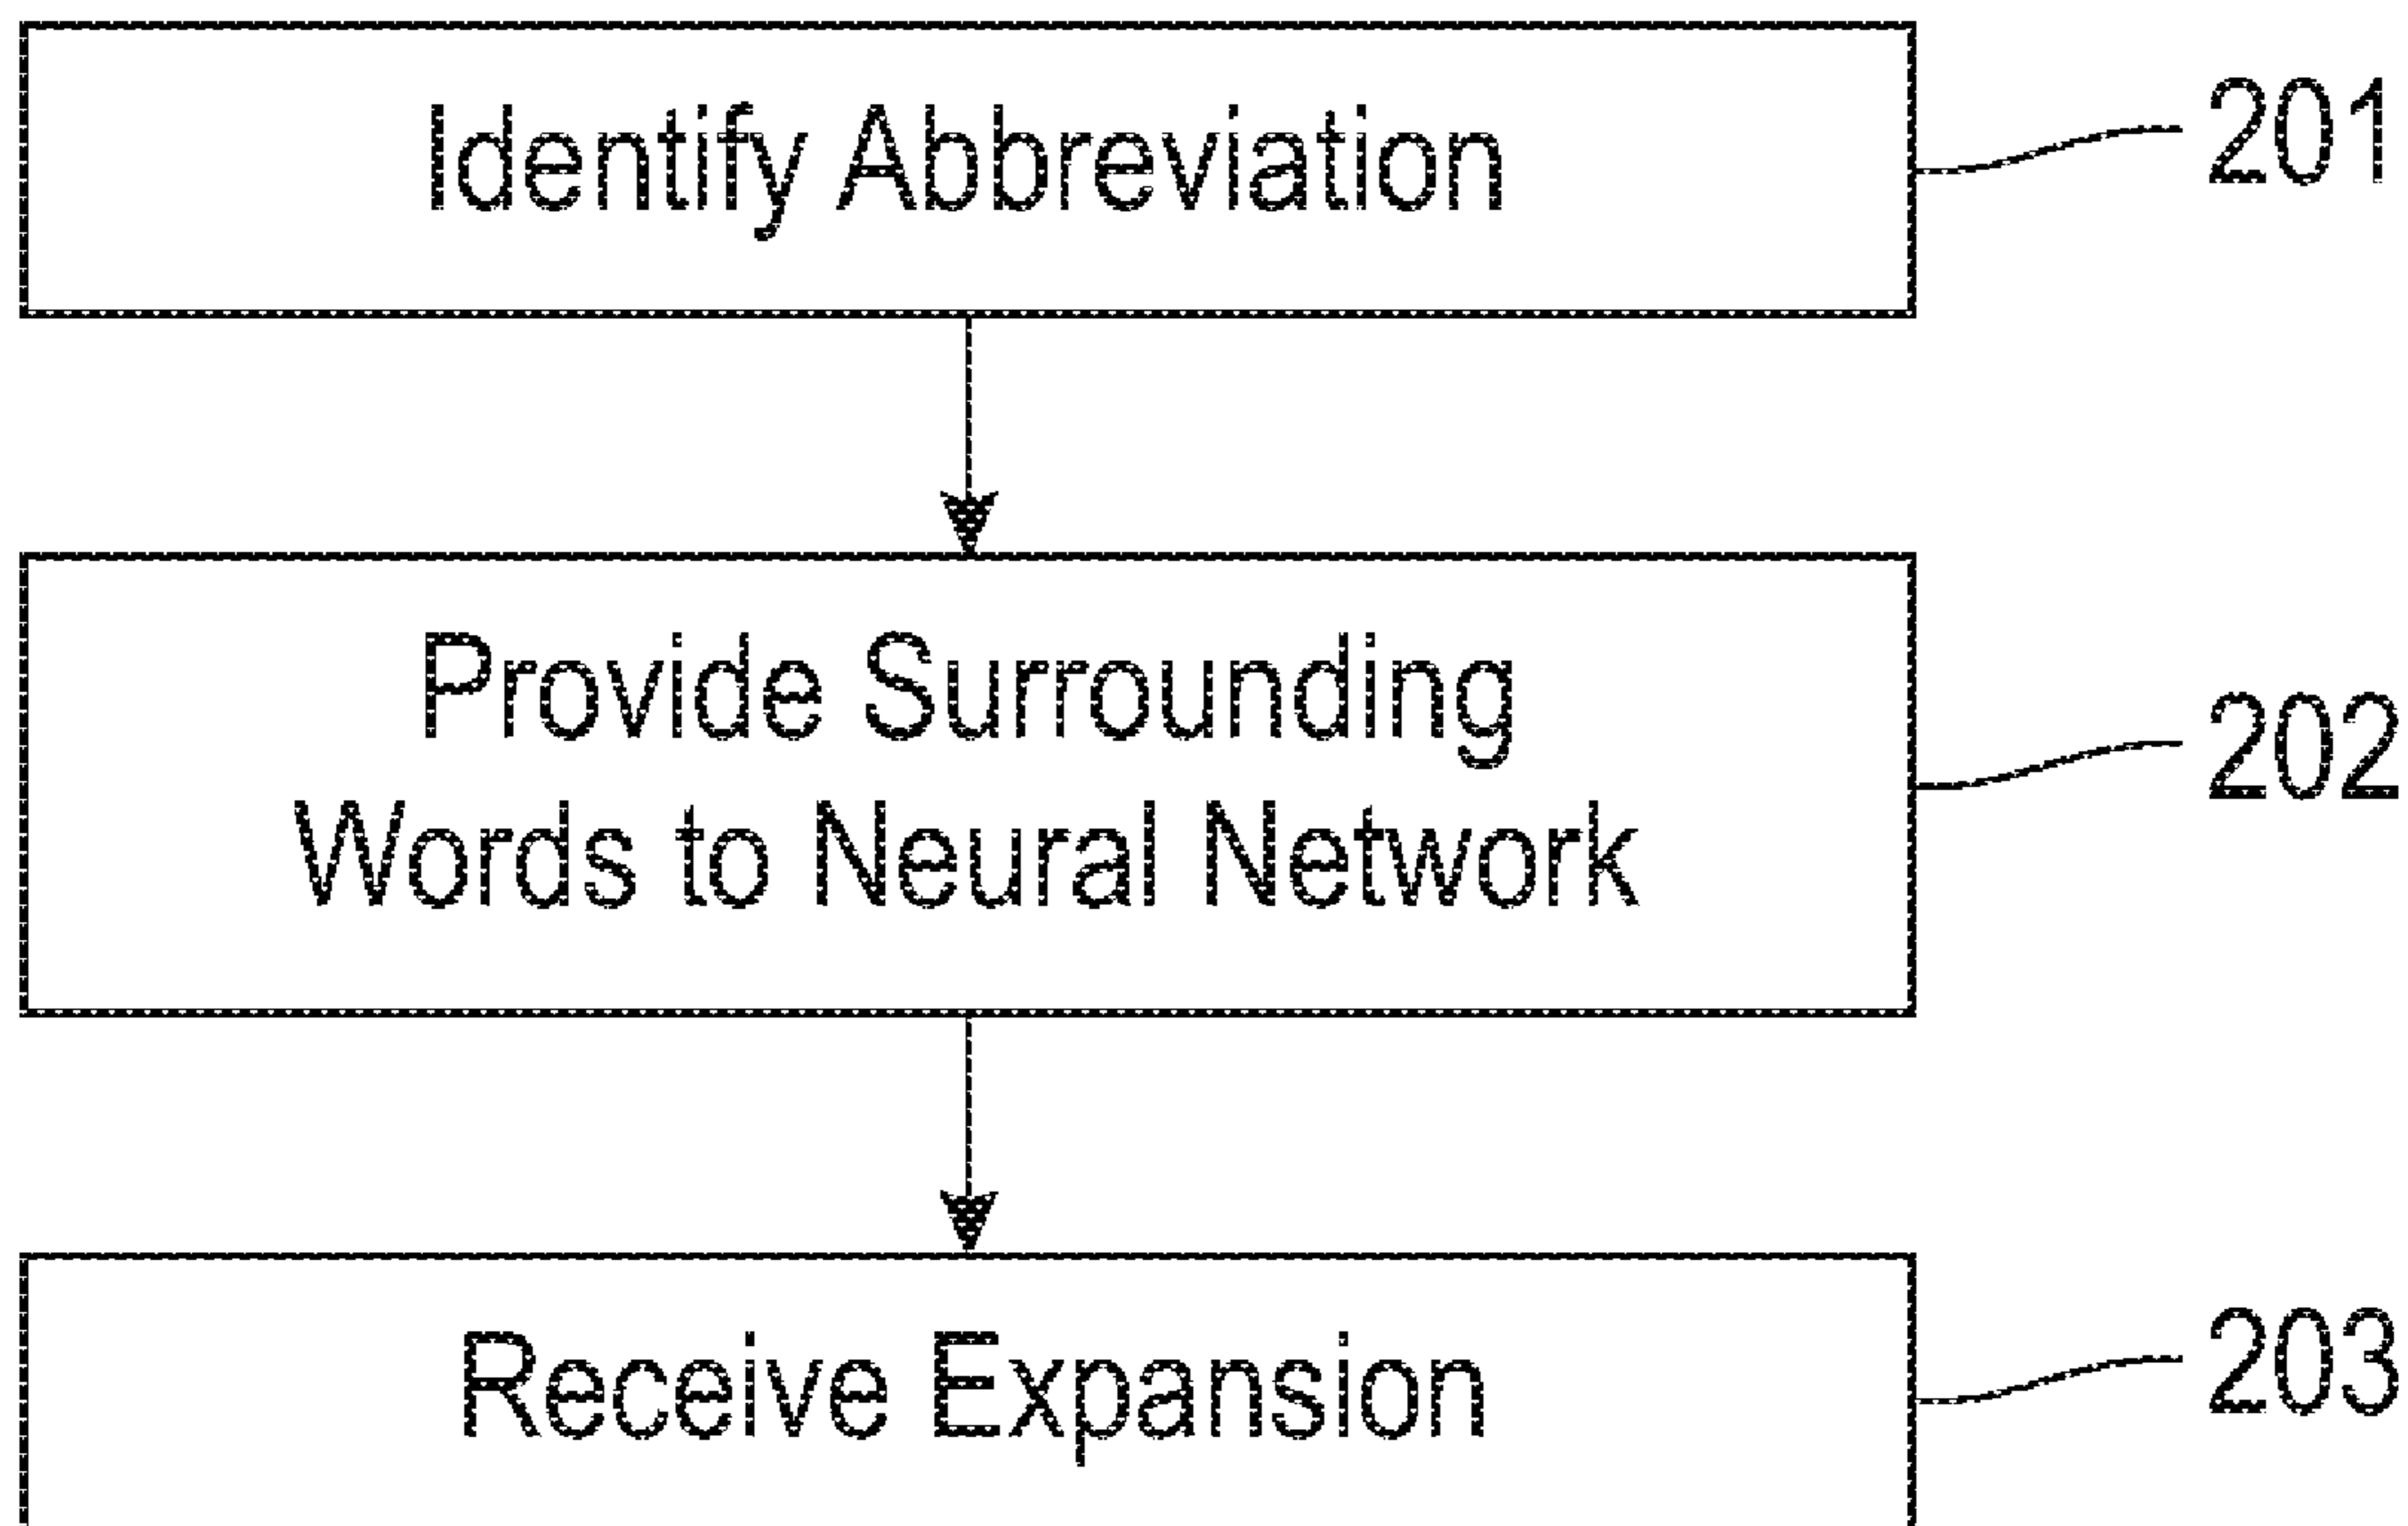 Identify Abbreviation
201
Provide Surrounding
Words to Neural Network
202
Receive Expansion
203